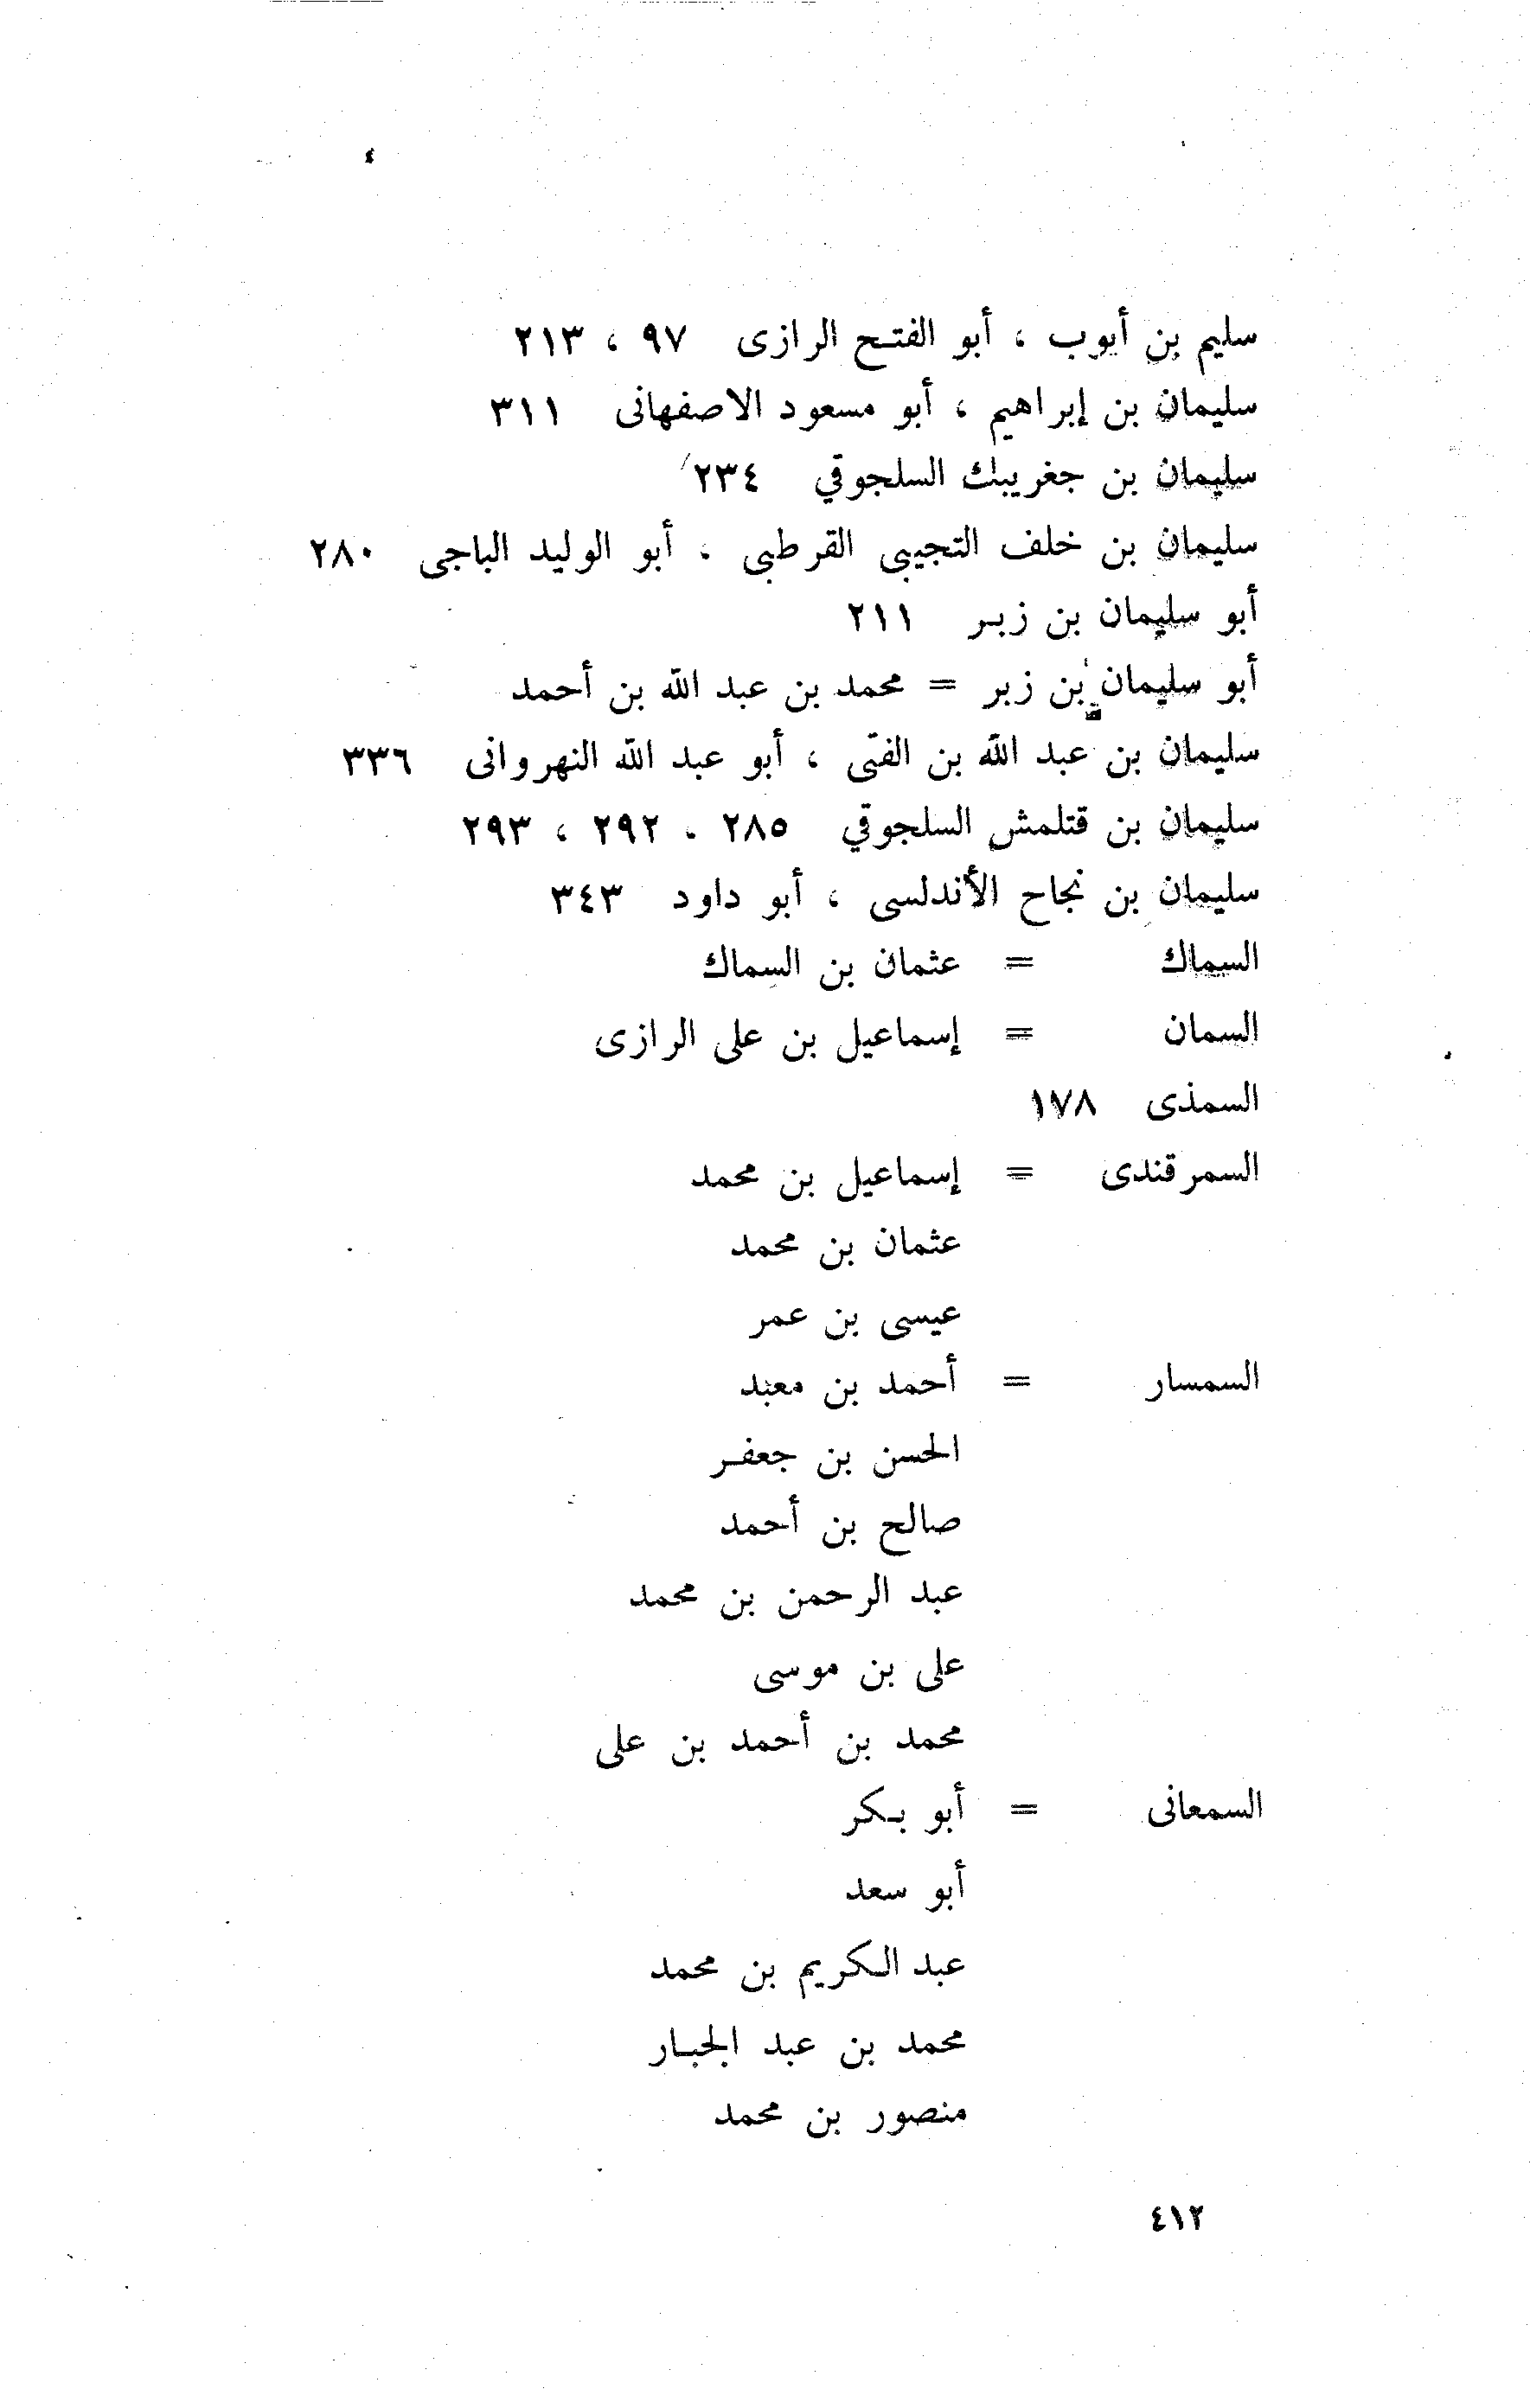 سليم بن أيوب ، أبو الفتح الرازى ٩٧ ، ٢١٣
سليمان بن إبراهيم ، أبو مسعود الاصفهانى ٣١١
سليمان بن جغريبك السلجوقي ٢٣٤
سليمان بن خلف التجيبى القرطبى ، أبو الوليد الباجى ٢٨٠
أبو سليمان بن زبر ٢١١
أبو سليمان بن زبر = محمد بن عبد الله بن أحمد
سليمان بن عبد الله بن الفتى ، أبو عبد الله النهروانى ٣٣٦
سليمان بن قتلمش السلجوقي ٢٨٥ ، ٢٩٢ ، ٢٩٣
سليمان بن نجاح الأندلسى ، أبو داود ٣٤٣
السماك = عثمان بن السماك
السمان = إسماعيل بن على الرازى
السمذى ١٧٨
السمرقندى = إسماعيل بن محمد
عثمان بن محمد
عيسى بن عمر
السمسار = أحمد بن معبد
الحسن بن جعفر
صالح بن أحمد
عبد الرحمن بن محمد
على بن موسى
محمد بن أحمد بن على
السمعانى = أبو بكر
أبو سعد
عبد الكريم بن محمد
محمد بن عبد الجبار
منصور بن محمد
٤١٢